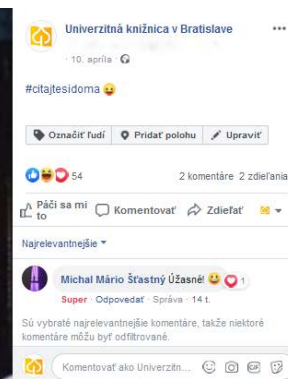 Univerzitná knižnica v Bratislave
· 10. apríla ·
#citajtesidoma
Označiť ľudí Pridať polohu Upraviť
54 2 komentáre 2 zdieľania
Páči sa mi to Komentovať Zdieľať
Najrelevantnejšie
Michal Mário Šťastný Úžasné! 1
Super · Odpovedať · Správa · 14 t.
Sú vybraté najrelevantnejšie komentáre, takže niektoré
komentáre môžu byť odfiltrované.
Komentovať ako Univerzitn... GIF